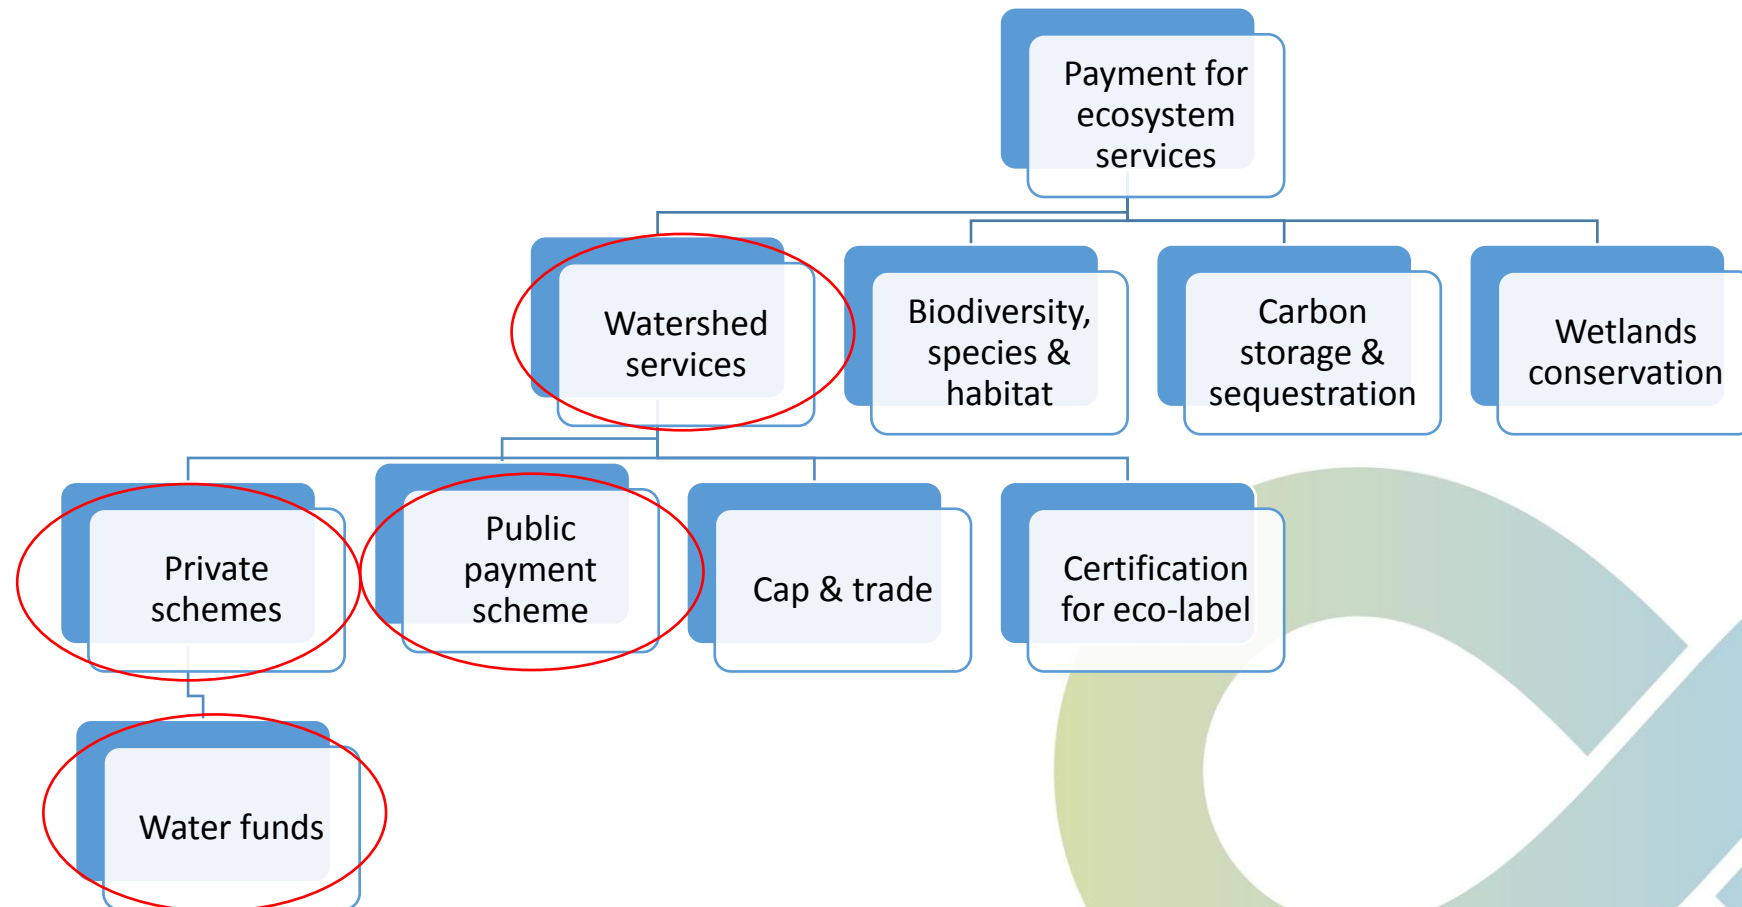 Payment for
ecosystem
services
Watershed
services
Biodiversity,
species &
habitat
Carbon
storage &
sequestration
Wetlands
conservation
Private
schemes
Public
payment
scheme
Cap & trade
Certification
for eco-label
Water funds